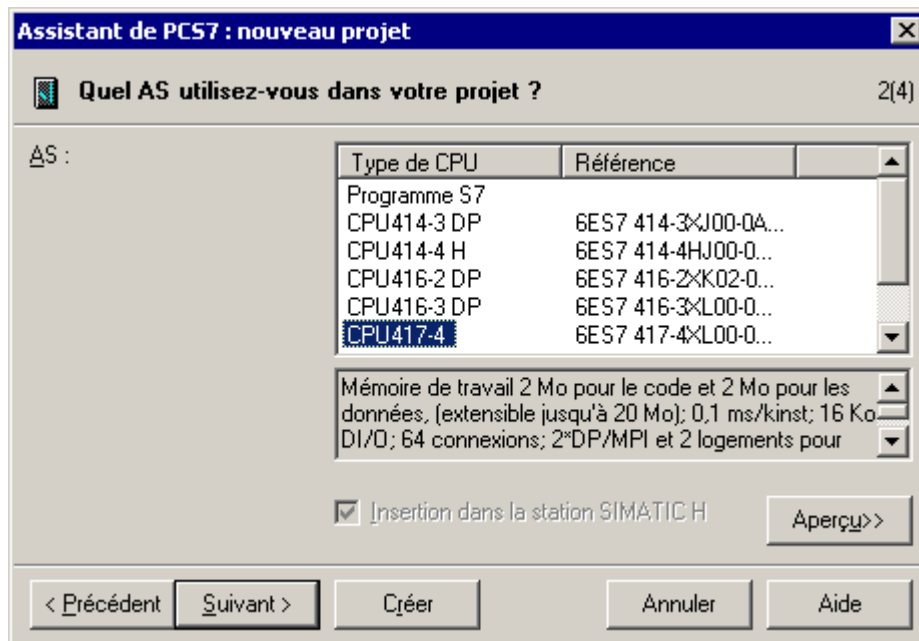 Assistant de PCS7 : nouveau projet
Quel AS utilisez-vous dans votre projet ? 2(4)
AS :
Type de CPU Référence
Programme S7
CPU414-3 DP 6ES7 414-3XJ00-0A...
CPU414-4 H 6ES7 414-4HJ00-0...
CPU416-2 DP 6ES7 416-2XK02-0...
CPU416-3 DP 6ES7 416-3XL00-0...
CPU417-4 6ES7 417-4XL00-0...
Mémoire de travail 2 Mo pour le code et 2 Mo pour les
données, (extensible jusqu'à 20 Mo); 0,1 ms/kinst; 16 Ko
DI/O; 64 connexions; 2*DP/MPI et 2 logements pour
Insertion dans la station SIMATIC H
Aperçu>>
< Précédent Suivant > Créer Annuler Aide